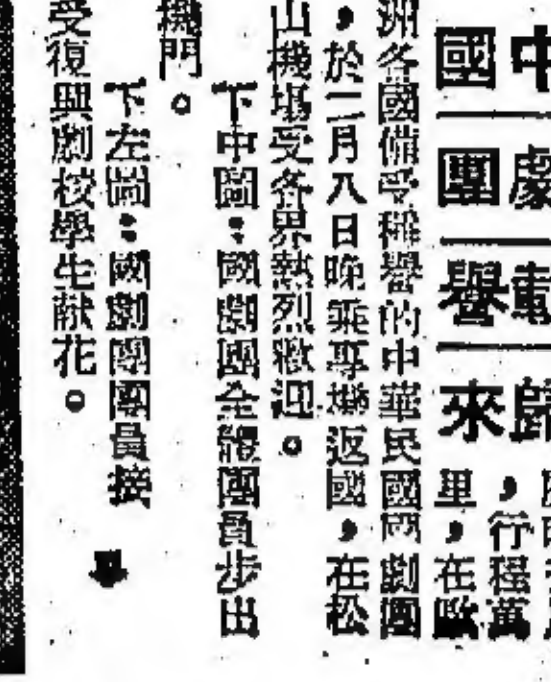 中國
劇團
載譽
歸來
，行程萬
里，在歐
洲各國備受稱譽的中華民國國劇團
，於二月八日晚乘專機返國，在松
山機場受各界熱烈歡迎。
下中圖：國劇團全體團員步出
機門。
下左圖：國劇團團員接
受復興劇校學生献花。